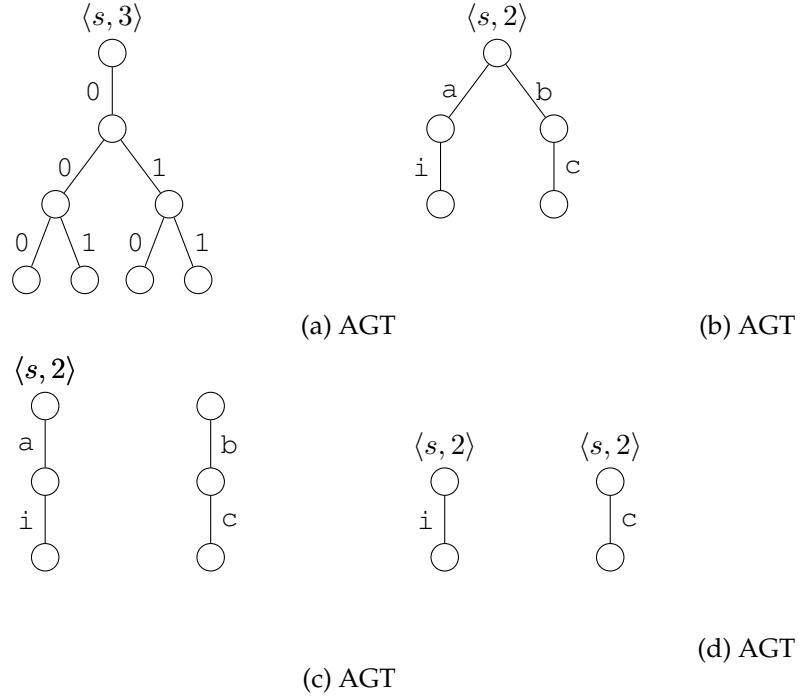 ⟨s, 3⟩
0
0 1
0 1 0 1
(a) AGT
⟨s, 2⟩
a b
i c
(b) AGT
⟨s, 2⟩
a b
i c
(c) AGT
⟨s, 2⟩ ⟨s, 2⟩
i c
(d) AGT